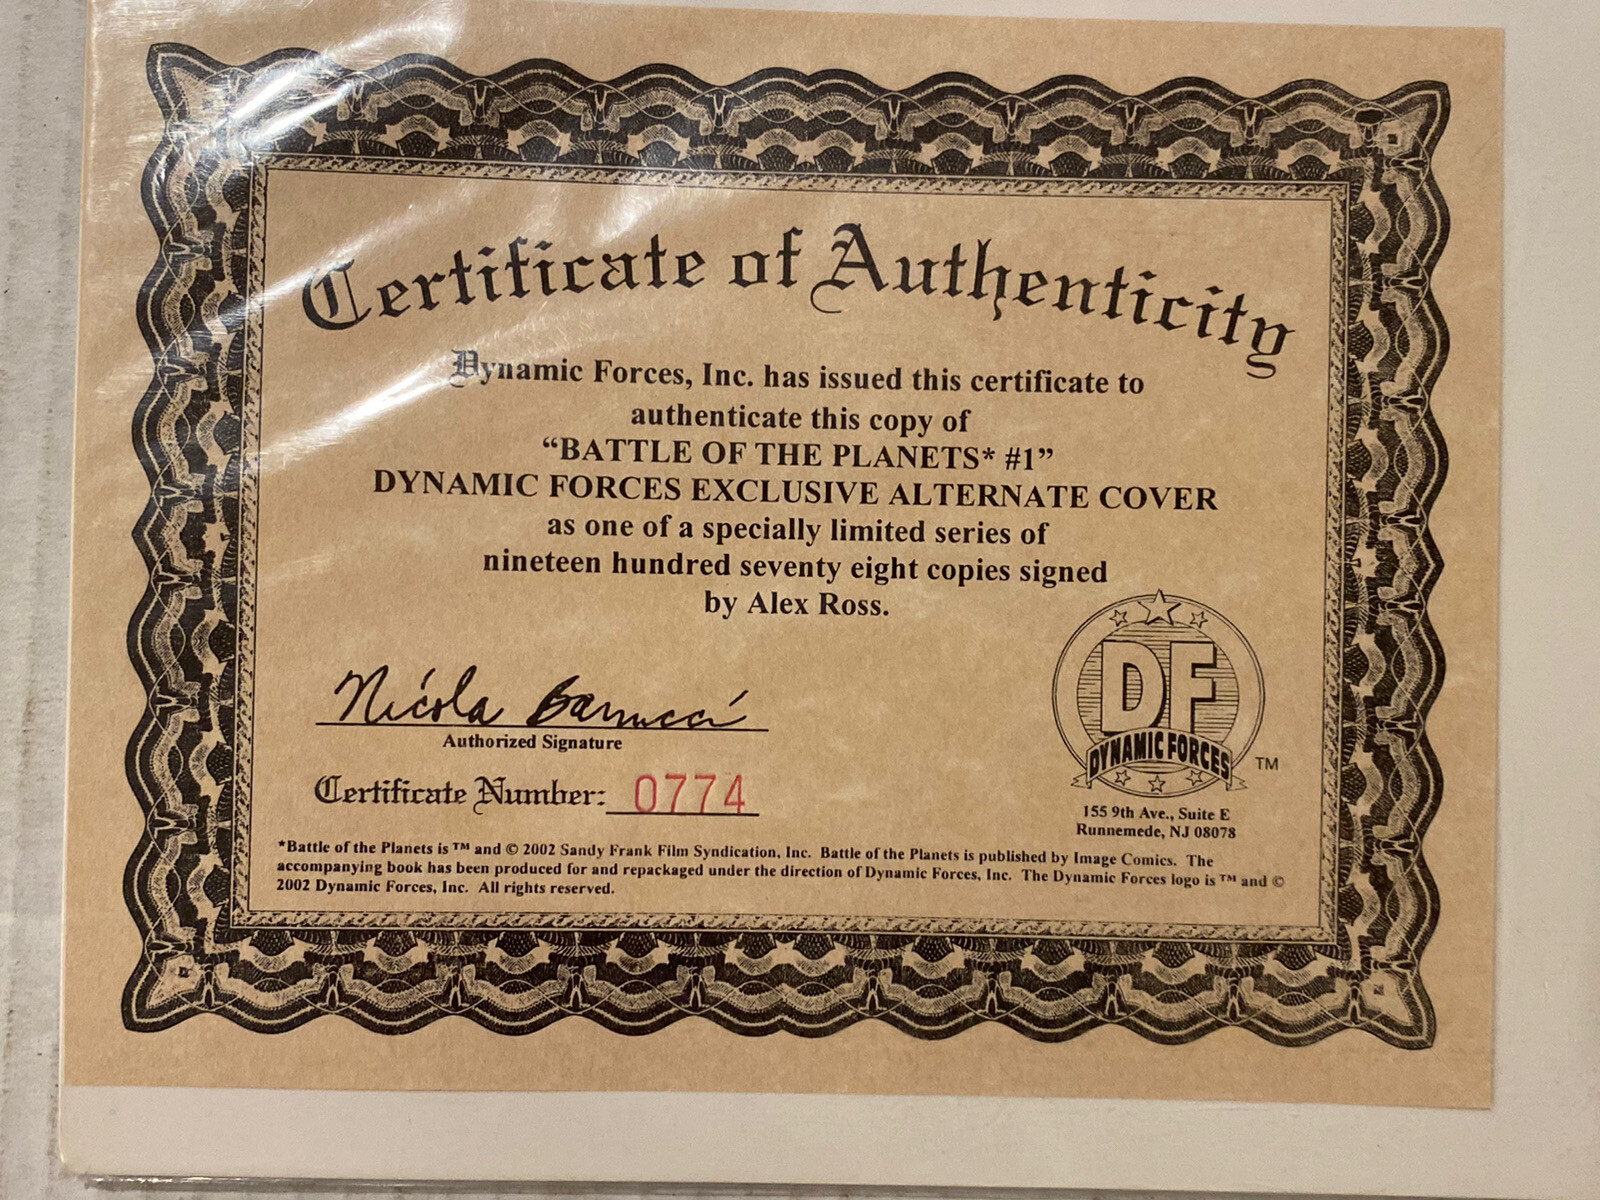 Certificate of Authenticity
Dynamic Forces, Inc. has issued this certificate to
authenticate this copy of
“BATTLE OF THE PLANETS* #1”
DYNAMIC FORCES EXCLUSIVE ALTERNATE COVER
as one of a specially limited series of
nineteen hundred seventy eight copies signed
by Alex Ross.
Nicola Barrucci
Authorized Signature
Certificate Number: 0774
DF
DYNAMIC FORCES
TM
155 9th Ave., Suite E
Runnemede, NJ 08078
*Battle of the Planets is ™ and © 2002 Sandy Frank Film Syndication, Inc. Battle of the Planets is published by Image Comics. The
accompanying book has been produced for and repackaged under the direction of Dynamic Forces, Inc. The Dynamic Forces logo is ™ and ©
2002 Dynamic Forces, Inc. All rights reserved.